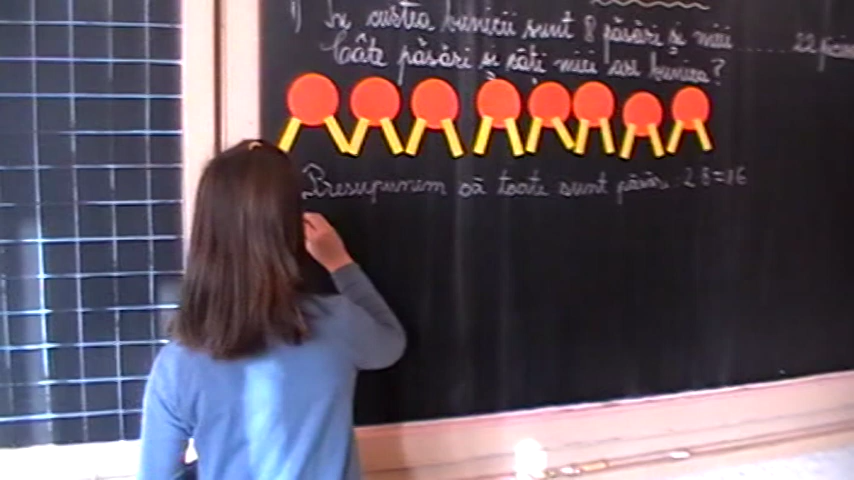 1) În curtea bunicii sunt 8 păsări și miei ........ 22 picioare
Câte păsări și câți miei are bunica?
Presupunem că toate sunt păsări: 2·8=16